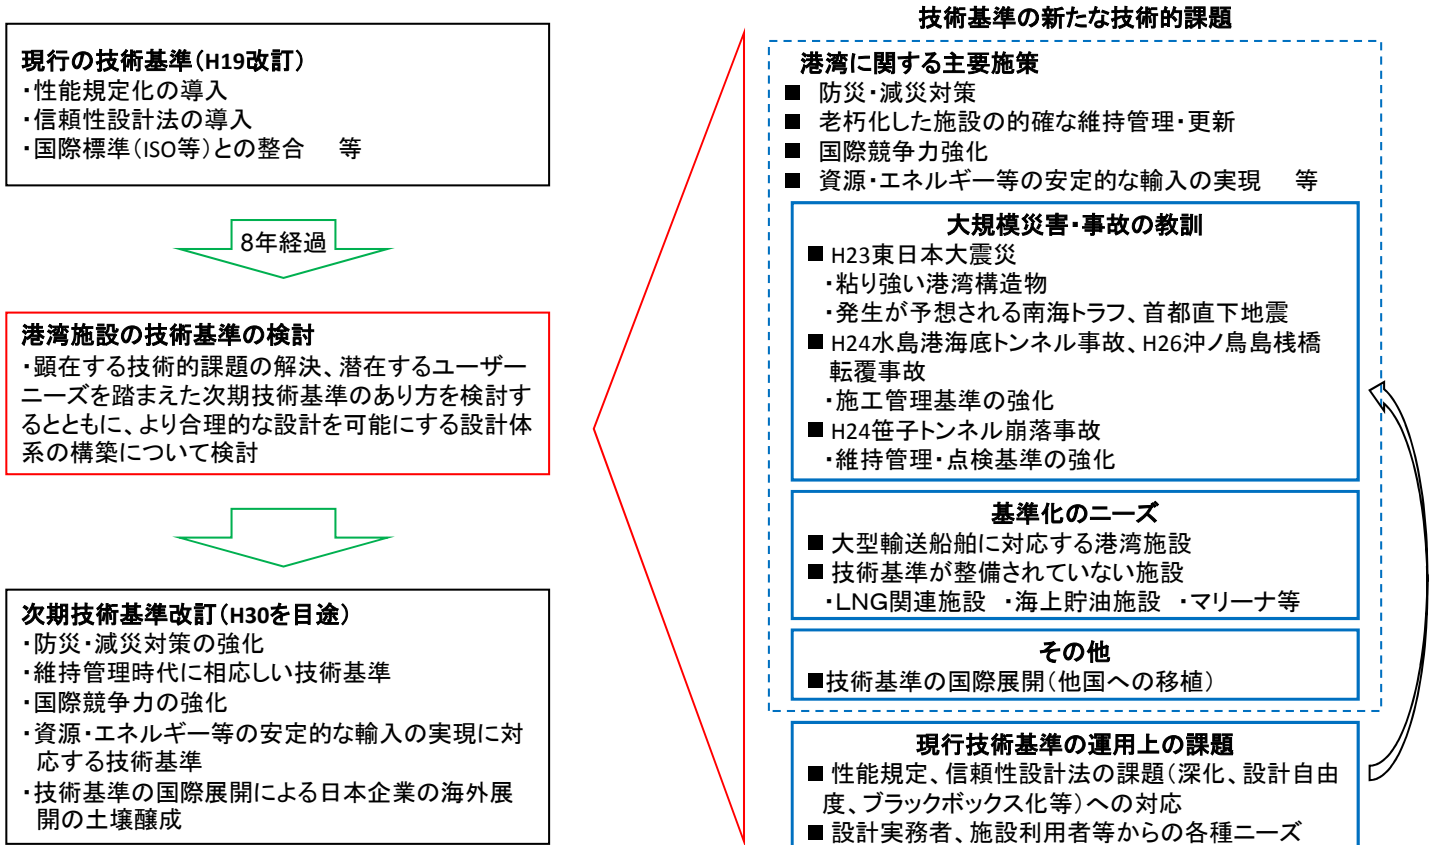 現行の技術基準(H19改訂)
・性能規定化の導入
・信頼性設計法の導入
・国際標準(ISO等)との整合 等
8年経過
港湾施設の技術基準の検討
・顕在する技術的課題の解決、潜在するユーザー
ニーズを踏まえた次期技術基準のあり方を検討す
るとともに、より合理的な設計を可能にする設計体
系の構築について検討
次期技術基準改訂(H30を目途)
・防災・減災対策の強化
・維持管理時代に相応しい技術基準
・国際競争力の強化
・資源・エネルギー等の安定的な輸入の実現に対
応する技術基準
・技術基準の国際展開による日本企業の海外展
開の土壌醸成
技術基準の新たな技術的課題
港湾に関する主要施策
■ 防災・減災対策
■ 老朽化した施設の的確な維持管理・更新
■ 国際競争力強化
■ 資源・エネルギー等の安定的な輸入の実現 等
大規模災害・事故の教訓
■ H23東日本大震災
・粘り強い港湾構造物
・発生が予想される南海トラフ、首都直下地震
■ H24水島港海底トンネル事故、H26沖ノ鳥島桟橋
転覆事故
・施工管理基準の強化
■ H24笹子トンネル崩落事故
・維持管理・点検基準の強化
基準化のニーズ
■ 大型輸送船舶に対応する港湾施設
■ 技術基準が整備されていない施設
・LNG関連施設 ・海上貯油施設 ・マリーナ等
その他
■技術基準の国際展開(他国への移植)
現行技術基準の運用上の課題
■ 性能規定、信頼性設計法の課題(深化、設計自由
度、ブラックボックス化等)への対応
■ 設計実務者、施設利用者等からの各種ニーズ